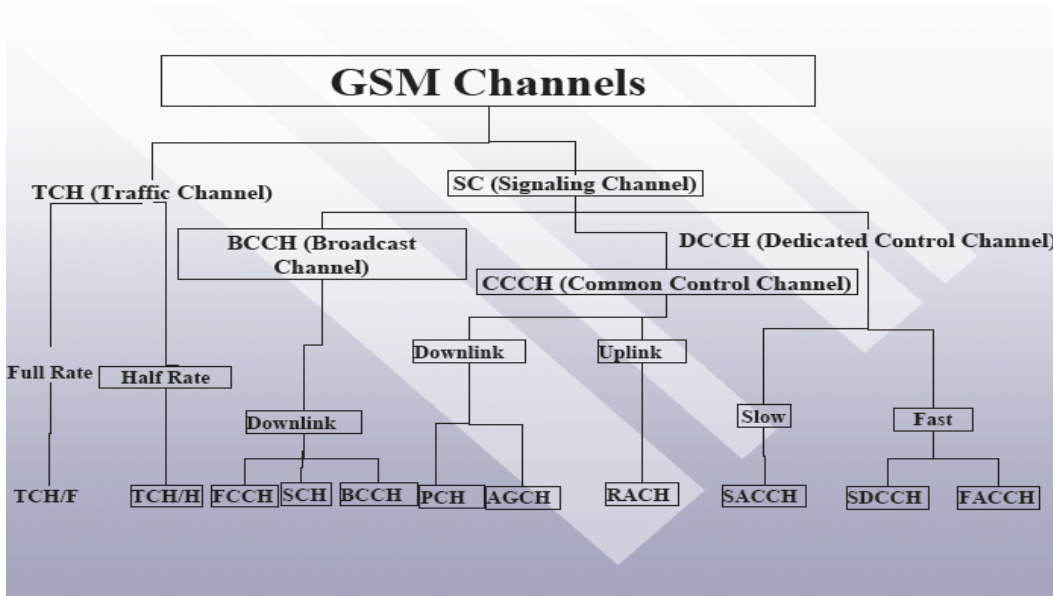 GSM Channels
TCH (Traffic Channel)
SC (Signaling Channel)
BCCH (Broadcast
Channel)
DCCH (Dedicated Control Channel)
CCCH (Common Control Channel)
Downlink
Uplink
Full Rate
Half Rate
Downlink
Slow
Fast
TCH/F
TCH/H
FCCH
SCH
BCCH
PCH
AGCH
RACH
SACCH
SDCCH
FACCH